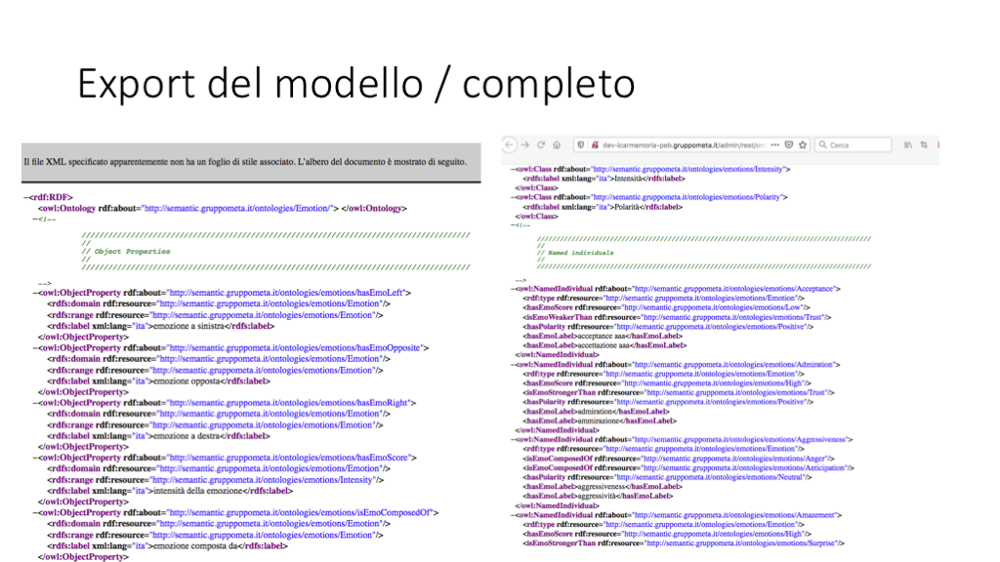 Export del modello / completo
Il file XML specificato apparentemente non ha un foglio di stile associato. L'albero del documento è mostrato di seguito.
−<rdf:RDF>
<owl:Ontology rdf:about="http://semantic.gruppometa.it/ontologies/Emotion/"> </owl:Ontology>
−<!--
////////////////////////////////////////////////////////////////////////////////////////
//
// Object Properties
//
////////////////////////////////////////////////////////////////////////////////////////
-->
−<owl:ObjectProperty rdf:about="http://semantic.gruppometa.it/ontologies/emotions/hasEmoLeft">
<rdfs:domain rdf:resource="http://semantic.gruppometa.it/ontologies/emotions/Emotion"/>
<rdfs:range rdf:resource="http://semantic.gruppometa.it/ontologies/emotions/Emotion"/>
<rdfs:label xml:lang="ita">emozione a sinistra</rdfs:label>
</owl:ObjectProperty>
−<owl:ObjectProperty rdf:about="http://semantic.gruppometa.it/ontologies/emotions/hasEmoOpposite">
<rdfs:domain rdf:resource="http://semantic.gruppometa.it/ontologies/emotions/Emotion"/>
<rdfs:range rdf:resource="http://semantic.gruppometa.it/ontologies/emotions/Emotion"/>
<rdfs:label xml:lang="ita">emozione opposta</rdfs:label>
</owl:ObjectProperty>
−<owl:ObjectProperty rdf:about="http://semantic.gruppometa.it/ontologies/emotions/hasEmoRight">
<rdfs:domain rdf:resource="http://semantic.gruppometa.it/ontologies/emotions/Emotion"/>
<rdfs:range rdf:resource="http://semantic.gruppometa.it/ontologies/emotions/Emotion"/>
<rdfs:label xml:lang="ita">emozione a destra</rdfs:label>
</owl:ObjectProperty>
−<owl:ObjectProperty rdf:about="http://semantic.gruppometa.it/ontologies/emotions/hasEmoScore">
<rdfs:domain rdf:resource="http://semantic.gruppometa.it/ontologies/emotions/Emotion"/>
<rdfs:range rdf:resource="http://semantic.gruppometa.it/ontologies/emotions/Intensity"/>
<rdfs:label xml:lang="ita">intensità della emozione</rdfs:label>
</owl:ObjectProperty>
−<owl:ObjectProperty rdf:about="http://semantic.gruppometa.it/ontologies/emotions/isEmoComposedOf">
<rdfs:domain rdf:resource="http://semantic.gruppometa.it/ontologies/emotions/Emotion"/>
<rdfs:range rdf:resource="http://semantic.gruppometa.it/ontologies/emotions/Emotion"/>
<rdfs:label xml:lang="ita">emozione composta da</rdfs:label>
</owl:ObjectProperty>
dev-icarmemoria-peb.gruppometa.it/admin/rest/on ··· Cerca
−<owl:Class rdf:about="http://semantic.gruppometa.it/ontologies/emotions/Intensity">
<rdfs:label xml:lang="ita">Intensità</rdfs:label>
</owl:Class>
−<owl:Class rdf:about="http://semantic.gruppometa.it/ontologies/emotions/Polarity">
<rdfs:label xml:lang="ita">Polarità</rdfs:label>
</owl:Class>
−<!--
////////////////////////////////////////////////////////////////////////////////////////
//
// Named individuals
//
////////////////////////////////////////////////////////////////////////////////////////
-->
−<owl:NamedIndividual rdf:about="http://semantic.gruppometa.it/ontologies/emotions/Acceptance">
<rdf:type rdf:resource="http://semantic.gruppometa.it/ontologies/emotions/Emotion"/>
<hasEmoScore rdf:resource="http://semantic.gruppometa.it/ontologies/emotions/Low"/>
<isEmoWeakerThan rdf:resource="http://semantic.gruppometa.it/ontologies/emotions/Trust"/>
<hasPolarity rdf:resource="http://semantic.gruppometa.it/ontologies/emotions/Positive"/>
<hasEmoLabel>acceptance aaa</hasEmoLabel>
<hasEmoLabel>accettazione aaa</hasEmoLabel>
</owl:NamedIndividual>
−<owl:NamedIndividual rdf:about="http://semantic.gruppometa.it/ontologies/emotions/Admiration">
<rdf:type rdf:resource="http://semantic.gruppometa.it/ontologies/emotions/Emotion"/>
<hasEmoScore rdf:resource="http://semantic.gruppometa.it/ontologies/emotions/High"/>
<isEmoStrongerThan rdf:resource="http://semantic.gruppometa.it/ontologies/emotions/Trust"/>
<hasPolarity rdf:resource="http://semantic.gruppometa.it/ontologies/emotions/Positive"/>
<hasEmoLabel>admiration</hasEmoLabel>
<hasEmoLabel>ammirazione</hasEmoLabel>
</owl:NamedIndividual>
−<owl:NamedIndividual rdf:about="http://semantic.gruppometa.it/ontologies/emotions/Aggressiveness">
<rdf:type rdf:resource="http://semantic.gruppometa.it/ontologies/emotions/Emotion"/>
<isEmoComposedOf rdf:resource="http://semantic.gruppometa.it/ontologies/emotions/Anger"/>
<isEmoComposedOf rdf:resource="http://semantic.gruppometa.it/ontologies/emotions/Anticipation"/>
<hasPolarity rdf:resource="http://semantic.gruppometa.it/ontologies/emotions/Neutral"/>
<hasEmoLabel>aggressiveness</hasEmoLabel>
<hasEmoLabel>aggressività</hasEmoLabel>
</owl:NamedIndividual>
−<owl:NamedIndividual rdf:about="http://semantic.gruppometa.it/ontologies/emotions/Amazement">
<rdf:type rdf:resource="http://semantic.gruppometa.it/ontologies/emotions/Emotion"/>
<hasEmoScore rdf:resource="http://semantic.gruppometa.it/ontologies/emotions/High"/>
<isEmoStrongerThan rdf:resource="http://semantic.gruppometa.it/ontologies/emotions/Surprise"/>